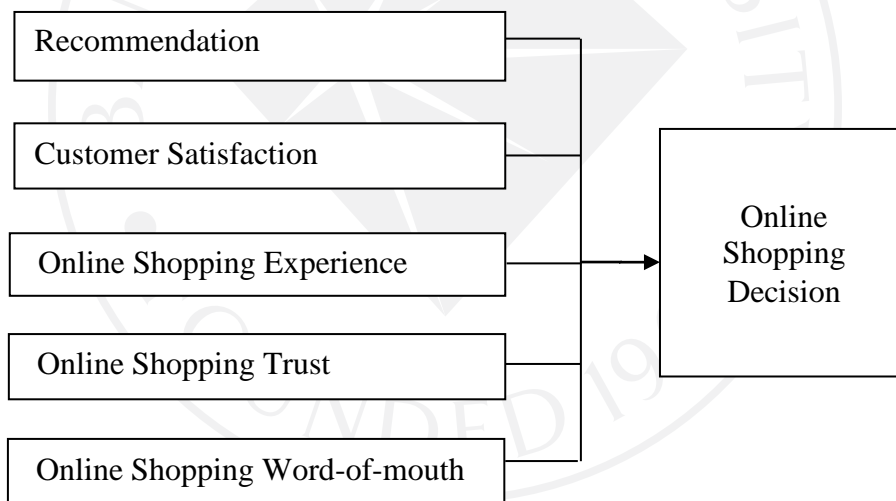 Recommendation
Customer Satisfaction
Online Shopping Experience
Online Shopping Trust
Online Shopping Word-of-mouth
Online
Shopping
Decision